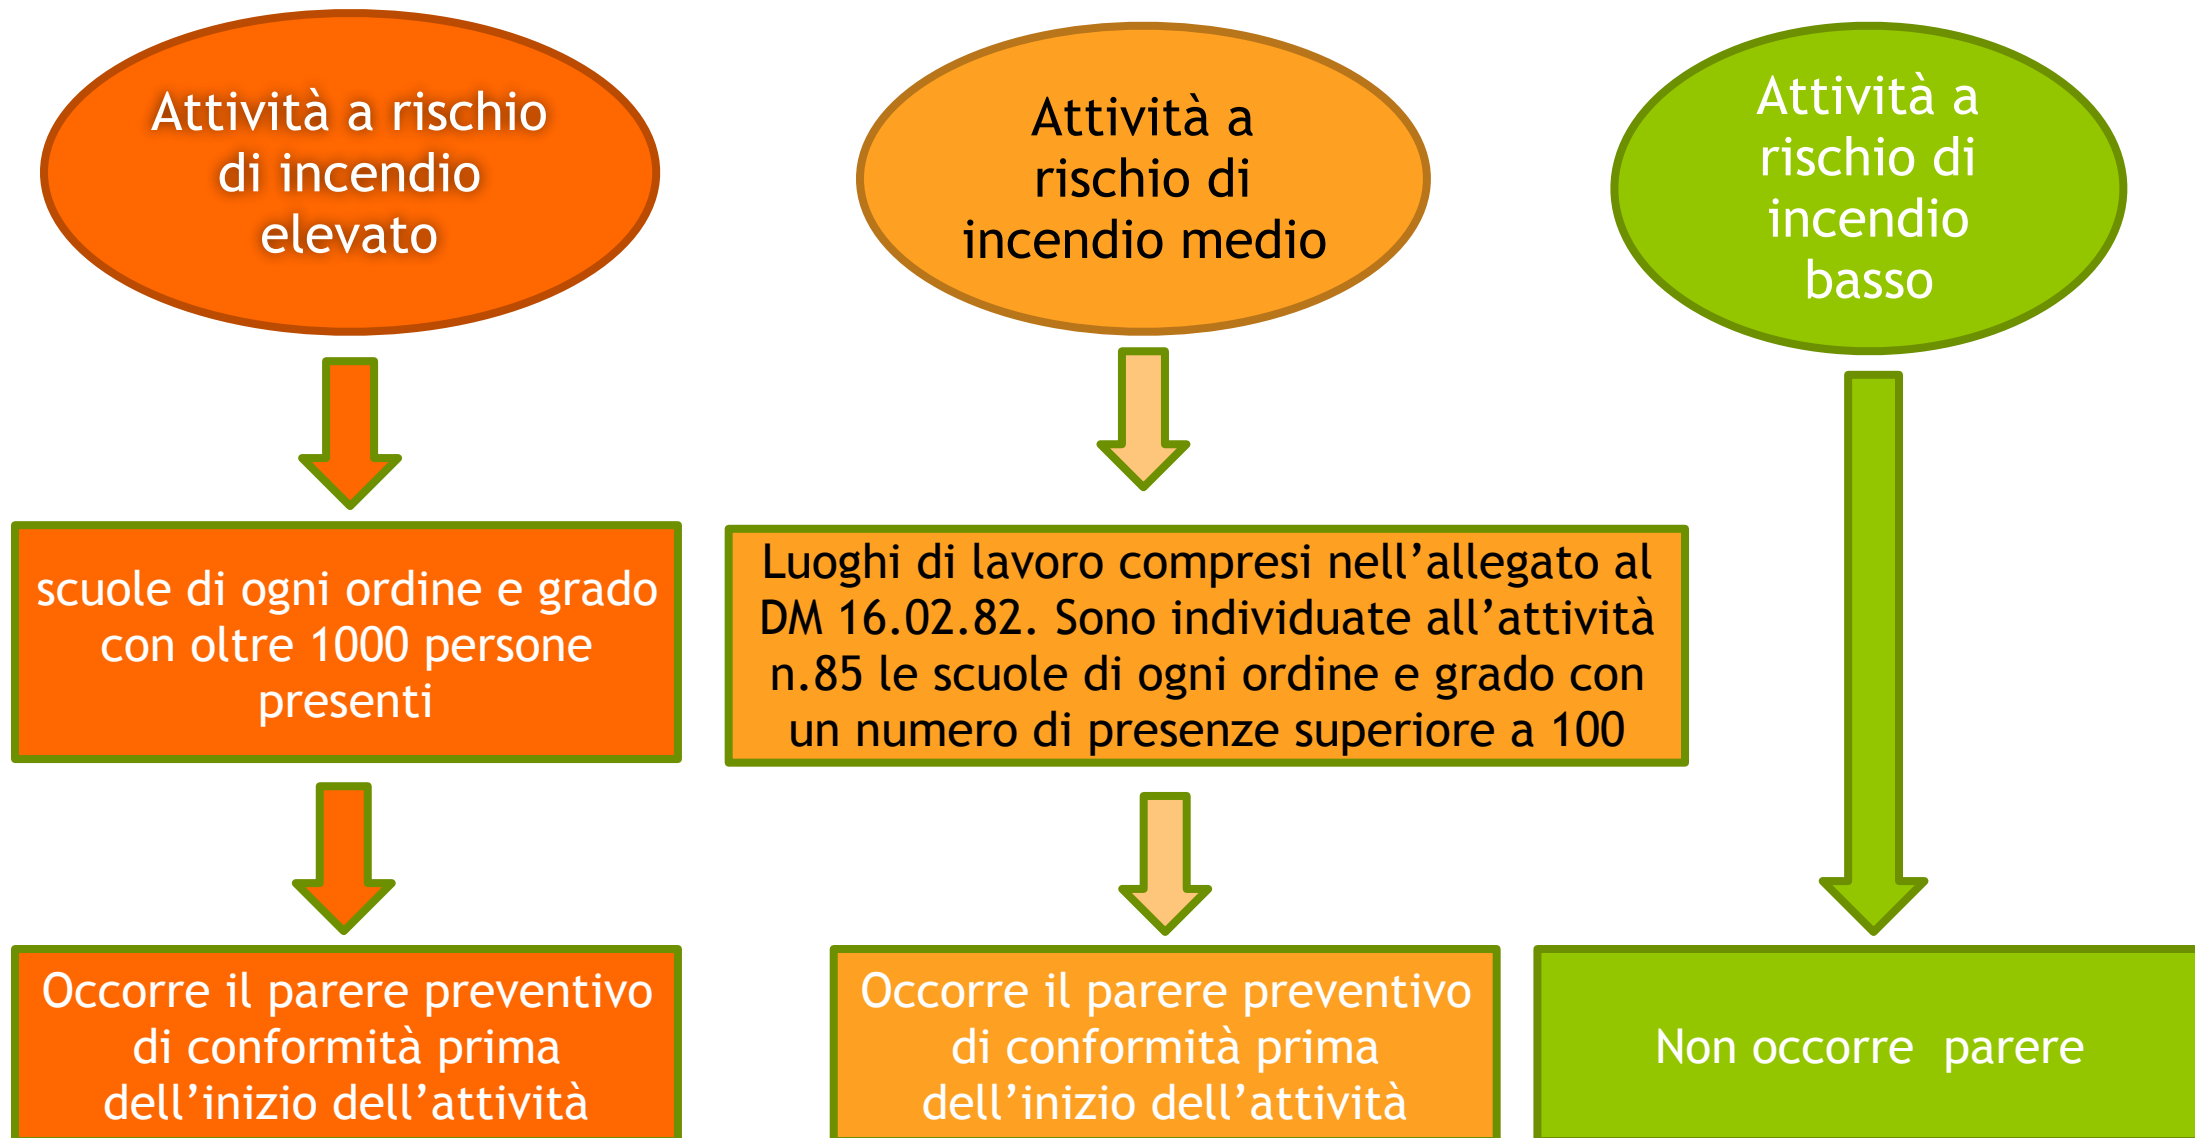 Attività a rischio
di incendio
elevato
Attività a
rischio di
incendio medio
Attività a
rischio di
incendio
basso
scuole di ogni ordine e grado
con oltre 1000 persone
presenti
Luoghi di lavoro compresi nell’allegato al
DM 16.02.82. Sono individuate all’attività
n.85 le scuole di ogni ordine e grado con
un numero di presenze superiore a 100
Occorre il parere preventivo
di conformità prima
dell’inizio dell’attività
Occorre il parere preventivo
di conformità prima
dell’inizio dell’attività
Non occorre  parere